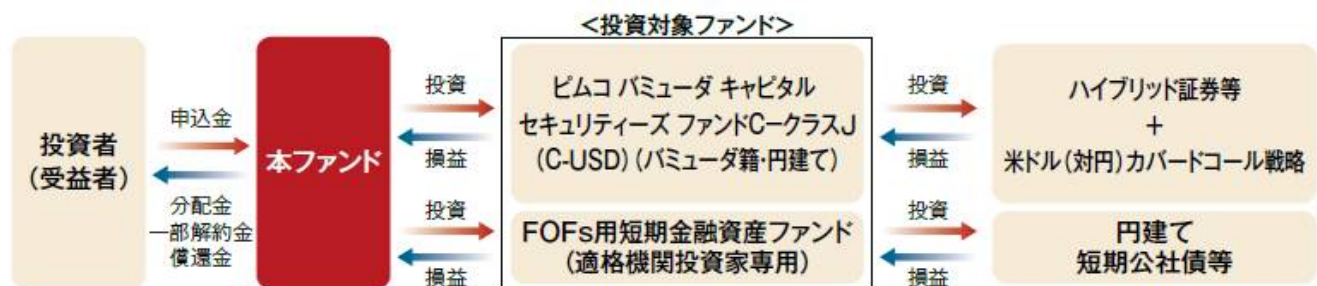 <投資対象ファンド>
投資者
(受益者)
申込金
分配金
一部解約金
償還金
本ファンド
投資
損益
投資
損益
ピムコ バミューダ キャピタル
セキュリティーズ ファンドC-クラスJ
(C-USD)(バミューダ籍・円建て)
FOFs用短期金融資産ファンド
(適格機関投資家専用)
投資
損益
投資
損益
ハイブリッド証券等
+
米ドル(対円)カバードコール戦略
円建て
短期公社債等